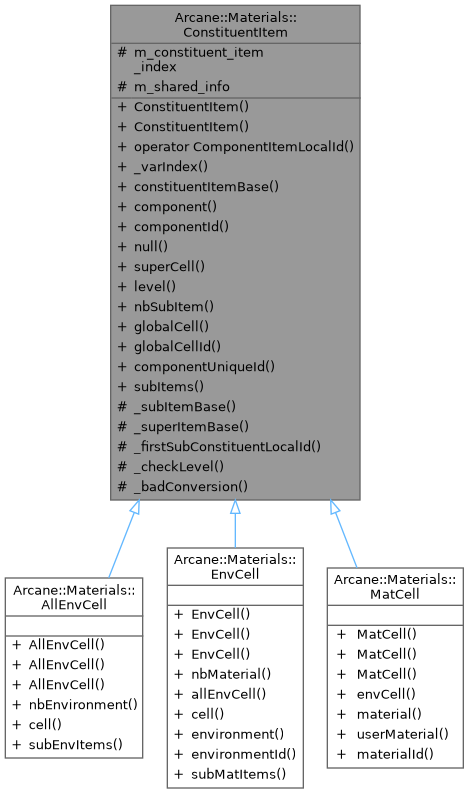 Arcane::Materials::
ConstituentItem
# m_constituent_item
_index
# m_shared_info
+ ConstituentItem()
+ ConstituentItem()
+ operator ComponentItemLocalId()
+ _varIndex()
+ constituentItemBase()
+ component()
+ componentId()
+ null()
+ superCell()
+ level()
+ nbSubItem()
+ globalCell()
+ globalCellId()
+ componentUniqueId()
+ subItems()
# _subItemBase()
# _superItemBase()
# _firstSubConstituentLocalId()
# _checkLevel()
# _badConversion()
Arcane::Materials::
AllEnvCell
+ AllEnvCell()
+ AllEnvCell()
+ AllEnvCell()
+ nbEnvironment()
+ cell()
+ subEnvItems()
Arcane::Materials::
EnvCell
+ EnvCell()
+ EnvCell()
+ EnvCell()
+ nbMaterial()
+ allEnvCell()
+ cell()
+ environment()
+ environmentId()
+ subMatItems()
Arcane::Materials::
MatCell
+ MatCell()
+ MatCell()
+ MatCell()
+ envCell()
+ material()
+ userMaterial()
+ materialId()